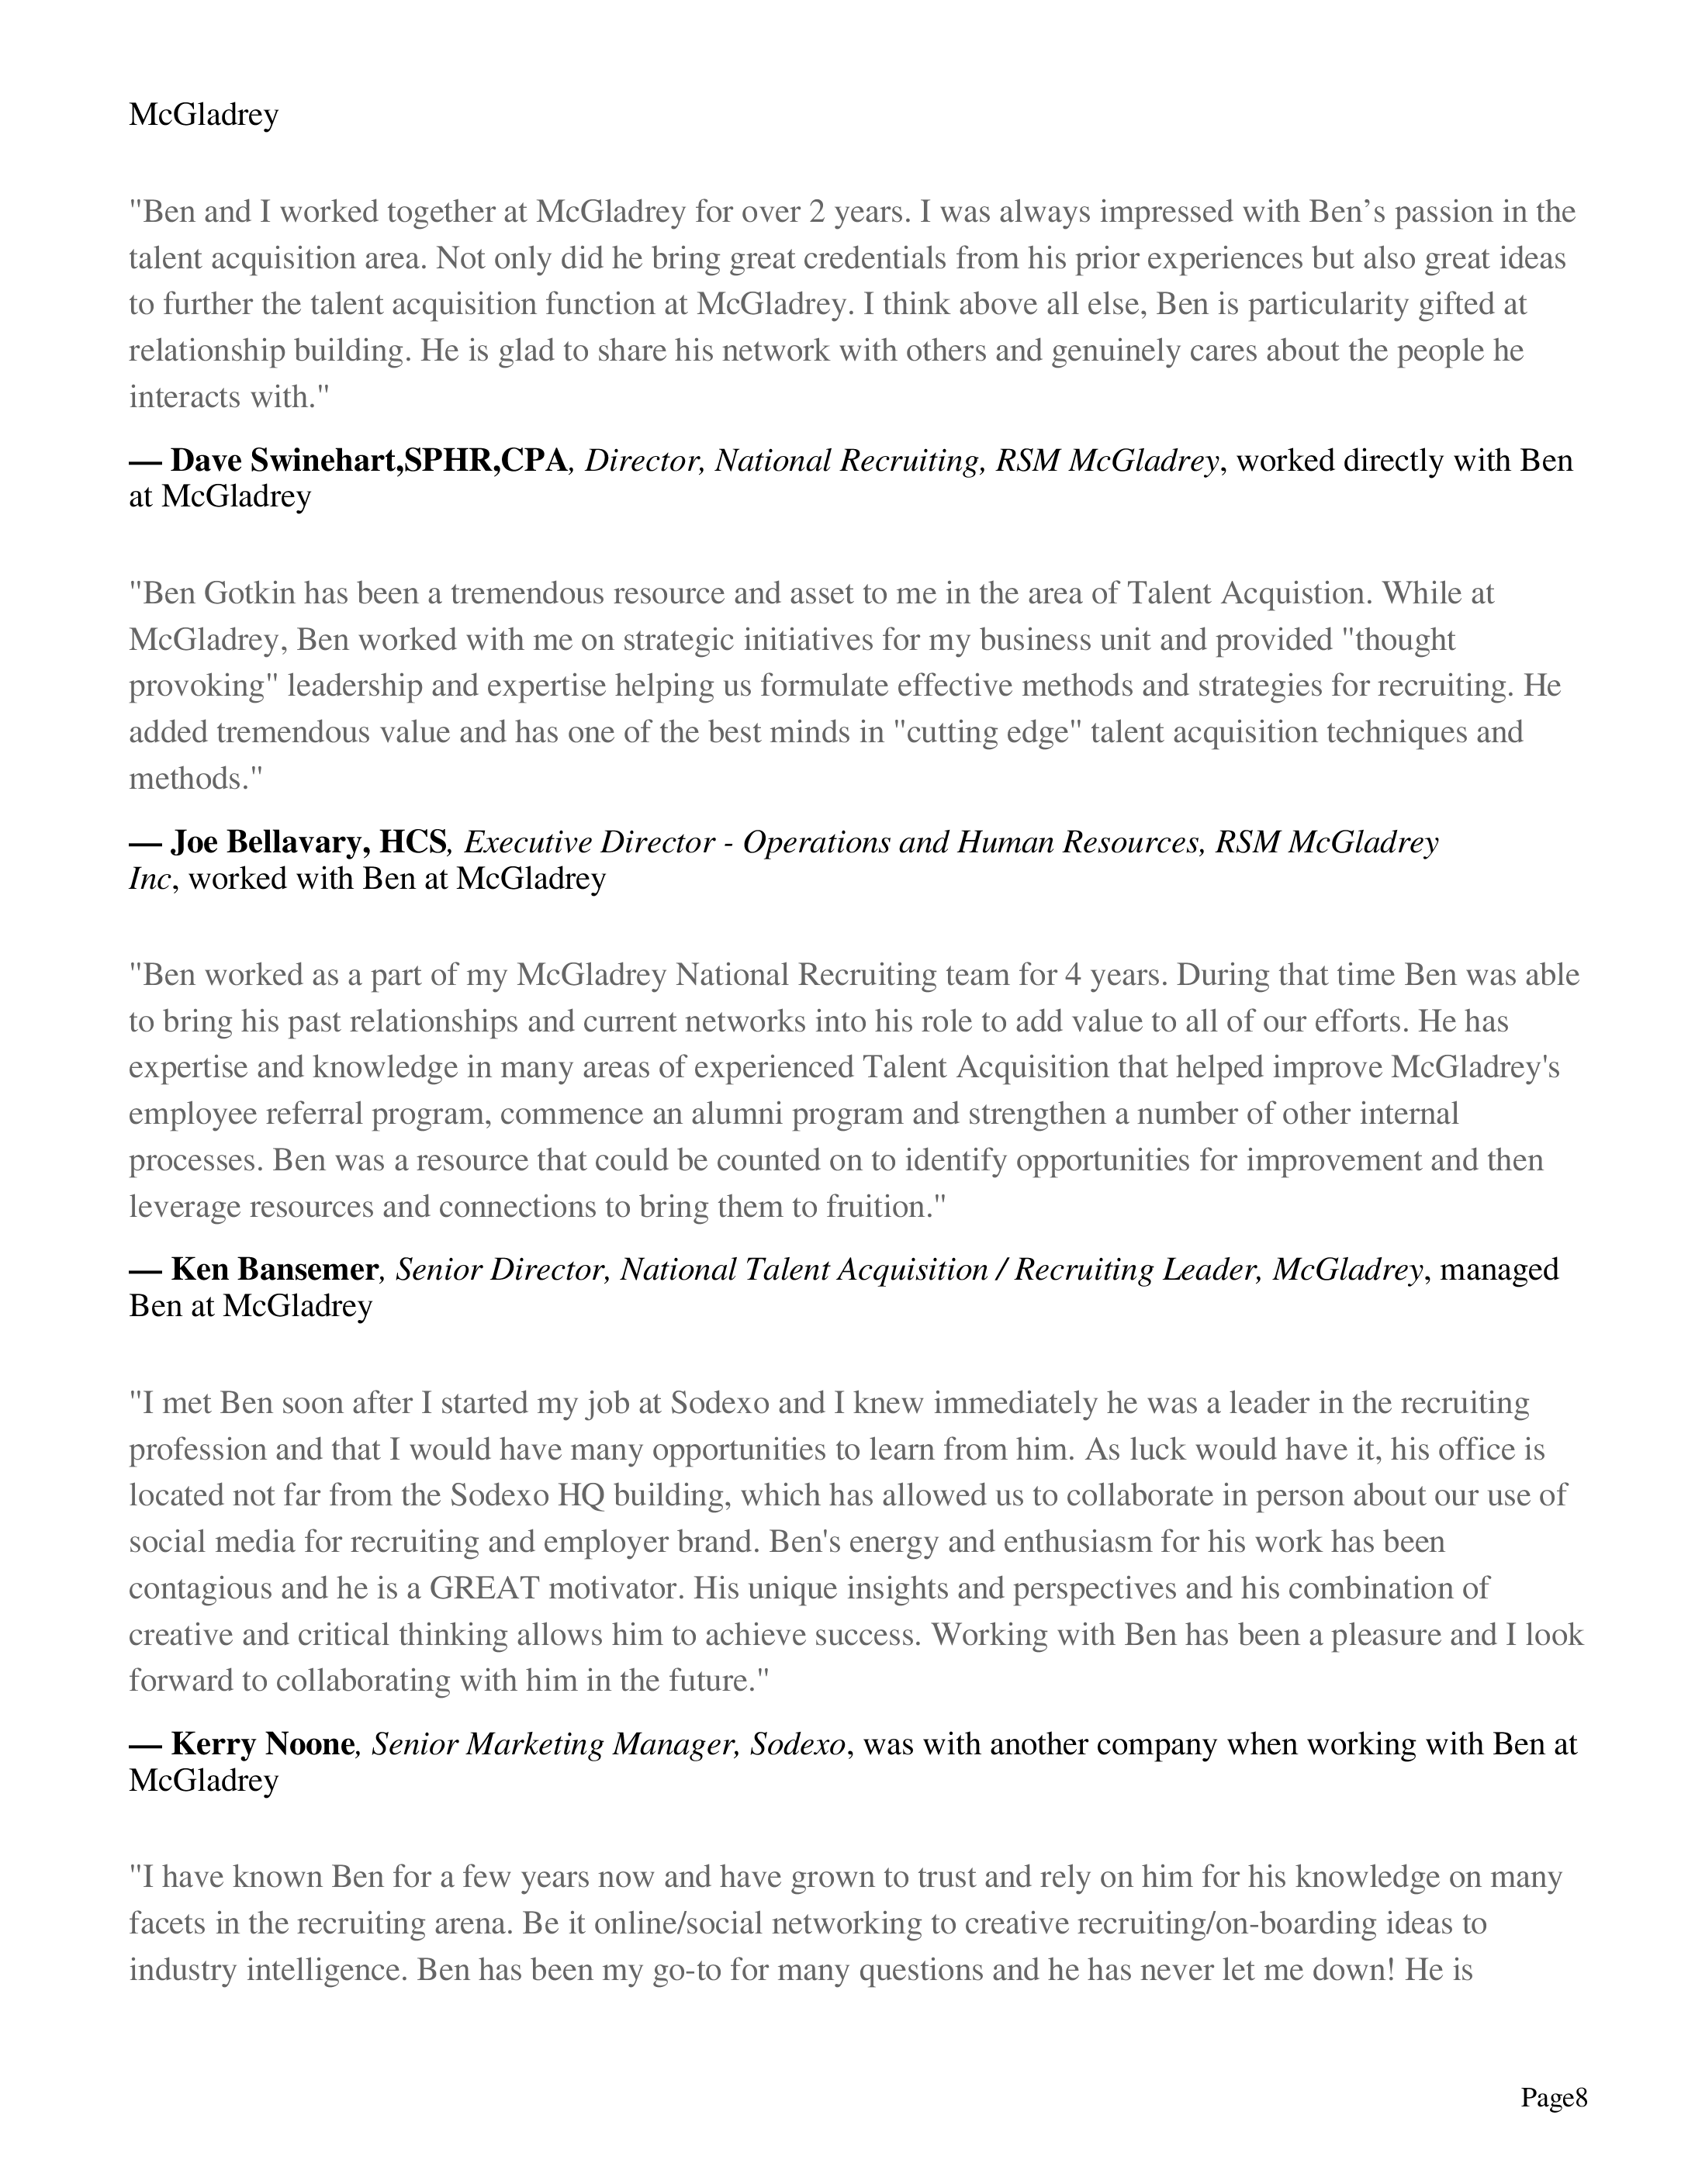 McGladrey
"Ben and I worked together at McGladrey for over 2 years. I was always impressed with Ben’s passion in the
talent acquisition area. Not only did he bring great credentials from his prior experiences but also great ideas
to further the talent acquisition function at McGladrey. I think above all else, Ben is particularity gifted at
relationship building. He is glad to share his network with others and genuinely cares about the people he
interacts with."
— Dave Swinehart,SPHR,CPA, Director, National Recruiting, RSM McGladrey, worked directly with Ben
at McGladrey
"Ben Gotkin has been a tremendous resource and asset to me in the area of Talent Acquistion. While at
McGladrey, Ben worked with me on strategic initiatives for my business unit and provided "thought
provoking" leadership and expertise helping us formulate effective methods and strategies for recruiting. He
added tremendous value and has one of the best minds in "cutting edge" talent acquisition techniques and
methods."
— Joe Bellavary, HCS, Executive Director - Operations and Human Resources, RSM McGladrey
Inc, worked with Ben at McGladrey
"Ben worked as a part of my McGladrey National Recruiting team for 4 years. During that time Ben was able
to bring his past relationships and current networks into his role to add value to all of our efforts. He has
expertise and knowledge in many areas of experienced Talent Acquisition that helped improve McGladrey's
employee referral program, commence an alumni program and strengthen a number of other internal
processes. Ben was a resource that could be counted on to identify opportunities for improvement and then
leverage resources and connections to bring them to fruition."
— Ken Bansemer, Senior Director, National Talent Acquisition / Recruiting Leader, McGladrey, managed
Ben at McGladrey
"I met Ben soon after I started my job at Sodexo and I knew immediately he was a leader in the recruiting
profession and that I would have many opportunities to learn from him. As luck would have it, his office is
located not far from the Sodexo HQ building, which has allowed us to collaborate in person about our use of
social media for recruiting and employer brand. Ben's energy and enthusiasm for his work has been
contagious and he is a GREAT motivator. His unique insights and perspectives and his combination of
creative and critical thinking allows him to achieve success. Working with Ben has been a pleasure and I look
forward to collaborating with him in the future."
— Kerry Noone, Senior Marketing Manager, Sodexo, was with another company when working with Ben at
McGladrey
"I have known Ben for a few years now and have grown to trust and rely on him for his knowledge on many
facets in the recruiting arena. Be it online/social networking to creative recruiting/on-boarding ideas to
industry intelligence. Ben has been my go-to for many questions and he has never let me down! He is
Page8